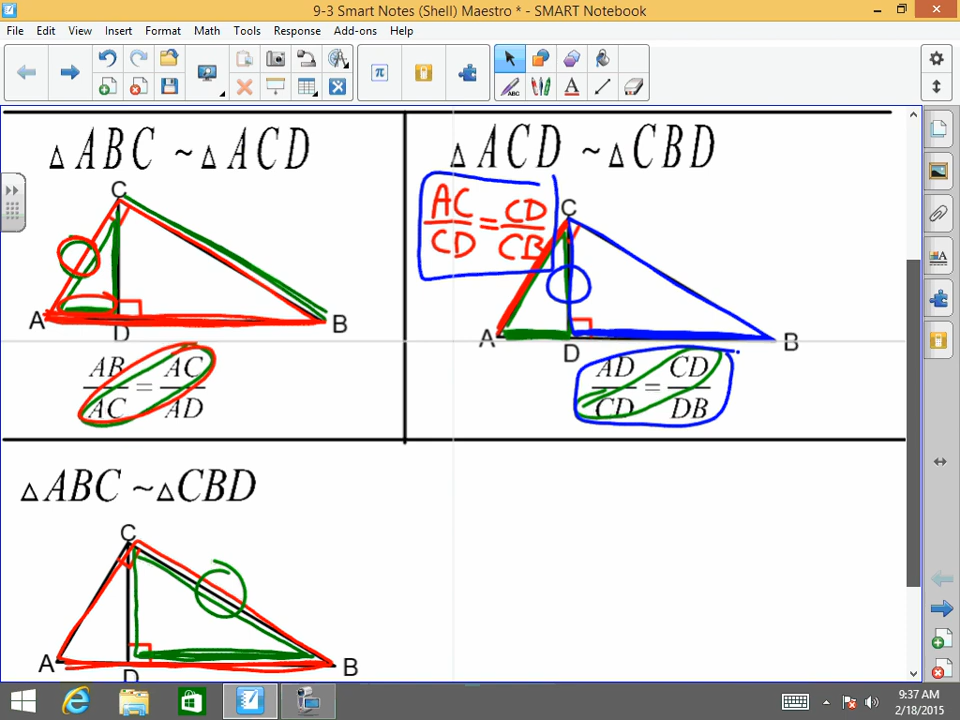 9-3 Smart Notes (Shell) Maestro * - SMART Notebook
File Edit View Insert Format Math Tools Response Add-ons Help
π
ABC
A
△ABC ~ △ACD
C
A
D
B
AB/AC = AC/AD
△ACD ~ △CBD
AC/CD = CD/CB
C
A
D
B
AD/CD = CD/DB
△ABC ~ △CBD
C
A
D
B
9:37 AM
2/18/2015